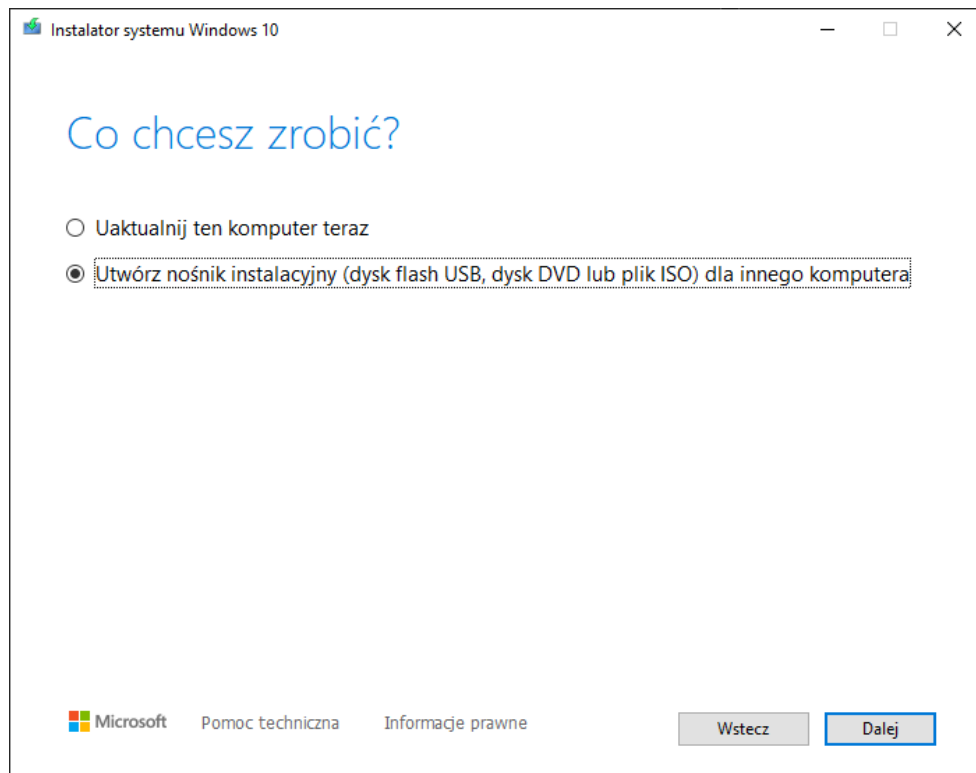 Instalator systemu Windows 10
Co chcesz zrobić?
Uaktualnij ten komputer teraz
Utwórz nośnik instalacyjny (dysk flash USB, dysk DVD lub plik ISO) dla innego komputera
Microsoft Pomoc techniczna Informacje prawne Wstecz Dalej